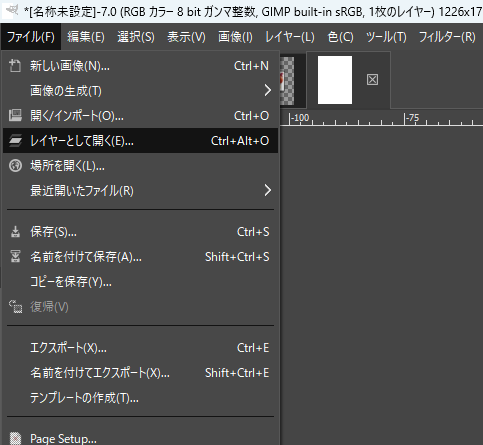 *[名称未設定]-7.0 (RGB カラー 8 bit ガンマ整数, GIMP built-in sRGB, 1枚のレイヤー) 1226x17
ファイル(F) 編集(E) 選択(S) 表示(V) 画像(I) レイヤー(L) 色(C) ツール(T) フィルター(R)
新しい画像(N)... Ctrl+N
画像の生成(T)
開く/インポート(O)... Ctrl+O
レイヤーとして開く(E)... Ctrl+Alt+O
場所を開く(L)...
最近開いたファイル(R)
保存(S)... Ctrl+S
名前を付けて保存(A)... Shift+Ctrl+S
コピーを保存(Y)...
復帰(V)
エクスポート(X)... Ctrl+E
名前を付けてエクスポート(X)... Shift+Ctrl+E
テンプレートの作成(T)...
Page Setup...
-100 -75